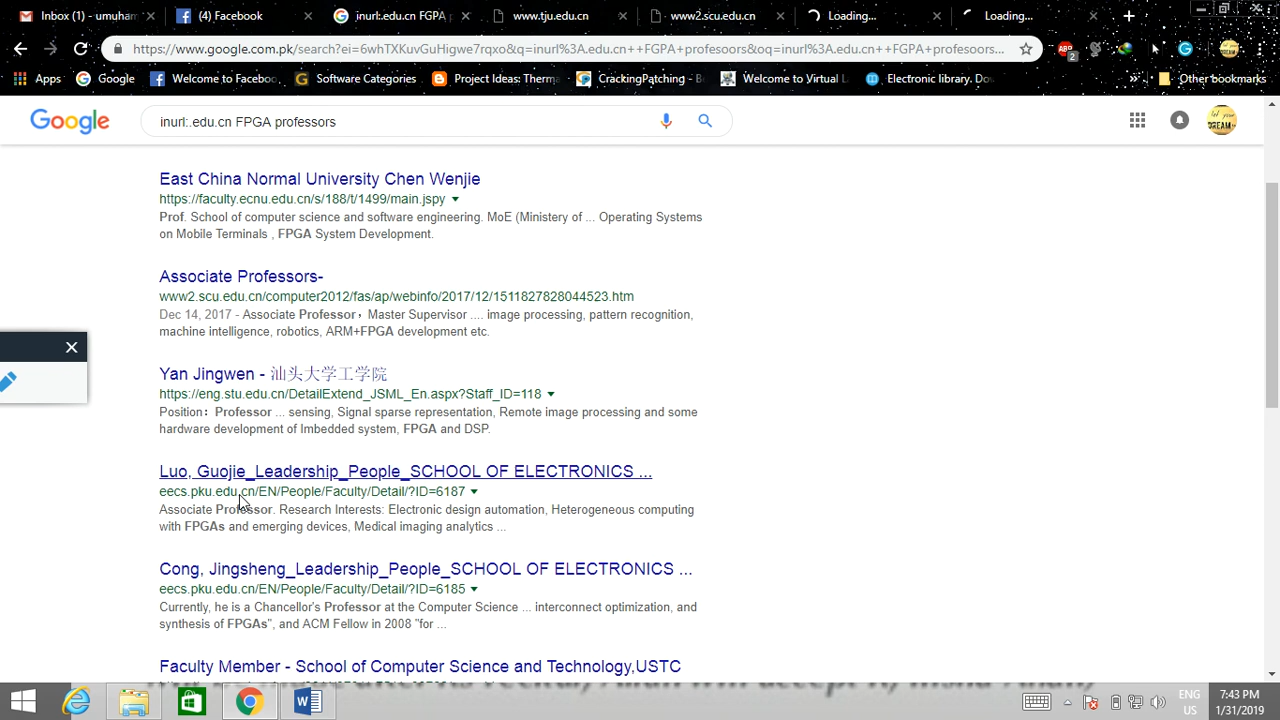 Inbox (1) - umuham
(4) Facebook
inurl:.edu.cn FGPA p
www.tju.edu.cn
www2.scu.edu.cn
Loading...
Loading...
https://www.google.com.pk/search?ei=6whTXKuvGuHigwe7rqxo&q=inurl%3A.edu.cn++FGPA+profesoors&oq=inurl%3A.edu.cn++FGPA+profesoors...
ABP
2
Apps
Google
Welcome to Faceboo
Software Categories
Project Ideas: Therma
CrackingPatching - B
Welcome to Virtual L
Electronic library. Do
Other bookmarks
Google
inurl:.edu.cn FPGA professors
DREAM
East China Normal University Chen Wenjie
https://faculty.ecnu.edu.cn/s/188/t/1499/main.jspy
Prof. School of computer science and software engineering. MoE (Ministry of ... Operating Systems
on Mobile Terminals , FPGA System Development.
Associate Professors-
www2.scu.edu.cn/computer2012/fas/ap/webinfo/2017/12/1511827828044523.htm
Dec 14, 2017 - Associate Professor，Master Supervisor .... image processing, pattern recognition,
machine intelligence, robotics, ARM+FPGA development etc.
Yan Jingwen - 汕头大学工学院
https://eng.stu.edu.cn/DetailExtend_JSML_En.aspx?Staff_ID=118
Position：Professor ... sensing, Signal sparse representation, Remote image processing and some
hardware development of Imbedded system, FPGA and DSP.
Luo, Guojie_Leadership_People_SCHOOL OF ELECTRONICS ...
eecs.pku.edu.cn/EN/People/Faculty/Detail/?ID=6187
Associate Professor. Research Interests: Electronic design automation, Heterogeneous computing
with FPGAs and emerging devices, Medical imaging analytics ...
Cong, Jingsheng_Leadership_People_SCHOOL OF ELECTRONICS ...
eecs.pku.edu.cn/EN/People/Faculty/Detail/?ID=6185
Currently, he is a Chancellor's Professor at the Computer Science ... interconnect optimization, and
synthesis of FPGAs", and ACM Fellow in 2008 "for ...
Faculty Member - School of Computer Science and Technology,USTC
ENG
US
7:43 PM
1/31/2019